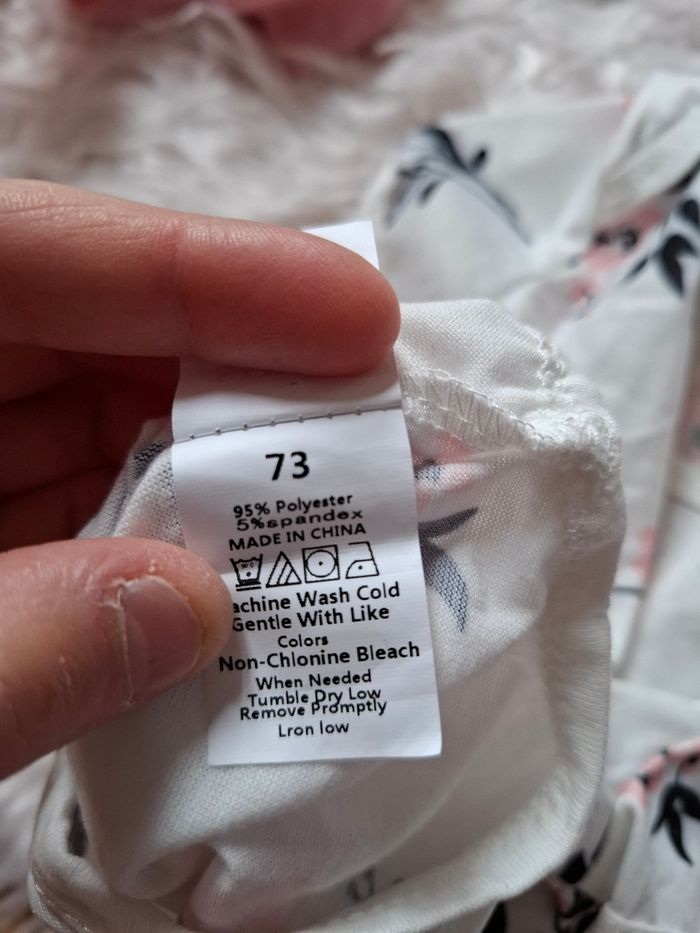 73
95% Polyester
5%spandex
MADE IN CHINA
achine Wash Cold
Gentle With Like
Colors
Non-Chlonine Bleach
When Needed
Tumble Dry Low
Remove Promptly
Lron low